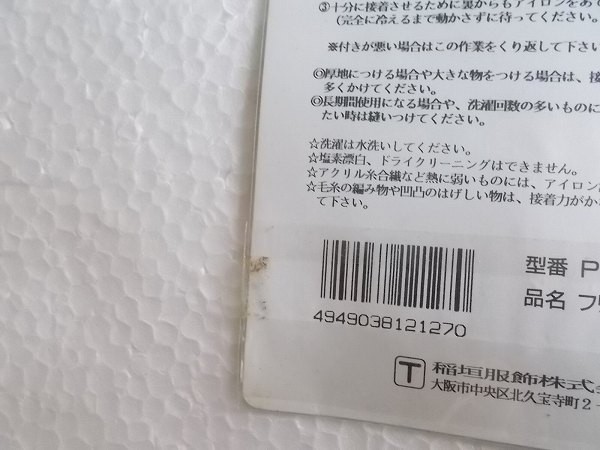 ③十分に接着させるために裏からもアイロンをあて
(完全に冷えるまで動かさずに待ってください。
※付きが悪い場合はこの作業をくり返して下さい
◎厚地につける場合や大きな物をつける場合は、接
多くかけてください。
◎長期間使用になる場合や、洗濯回数の多いものに
たい時は縫いつけてください。
☆洗濯は水洗いしてください。
☆塩素漂白、ドライクリーニングはできません。
☆アクリル糸合繊など熱に弱いものには、アイロン
☆毛糸の編み物や凹凸のはげしい物は、接着力がか
て下さい。
型番 P
品名 フ
4949038121270
T 稲垣服飾株式
大阪市中央区北久宝寺町2-